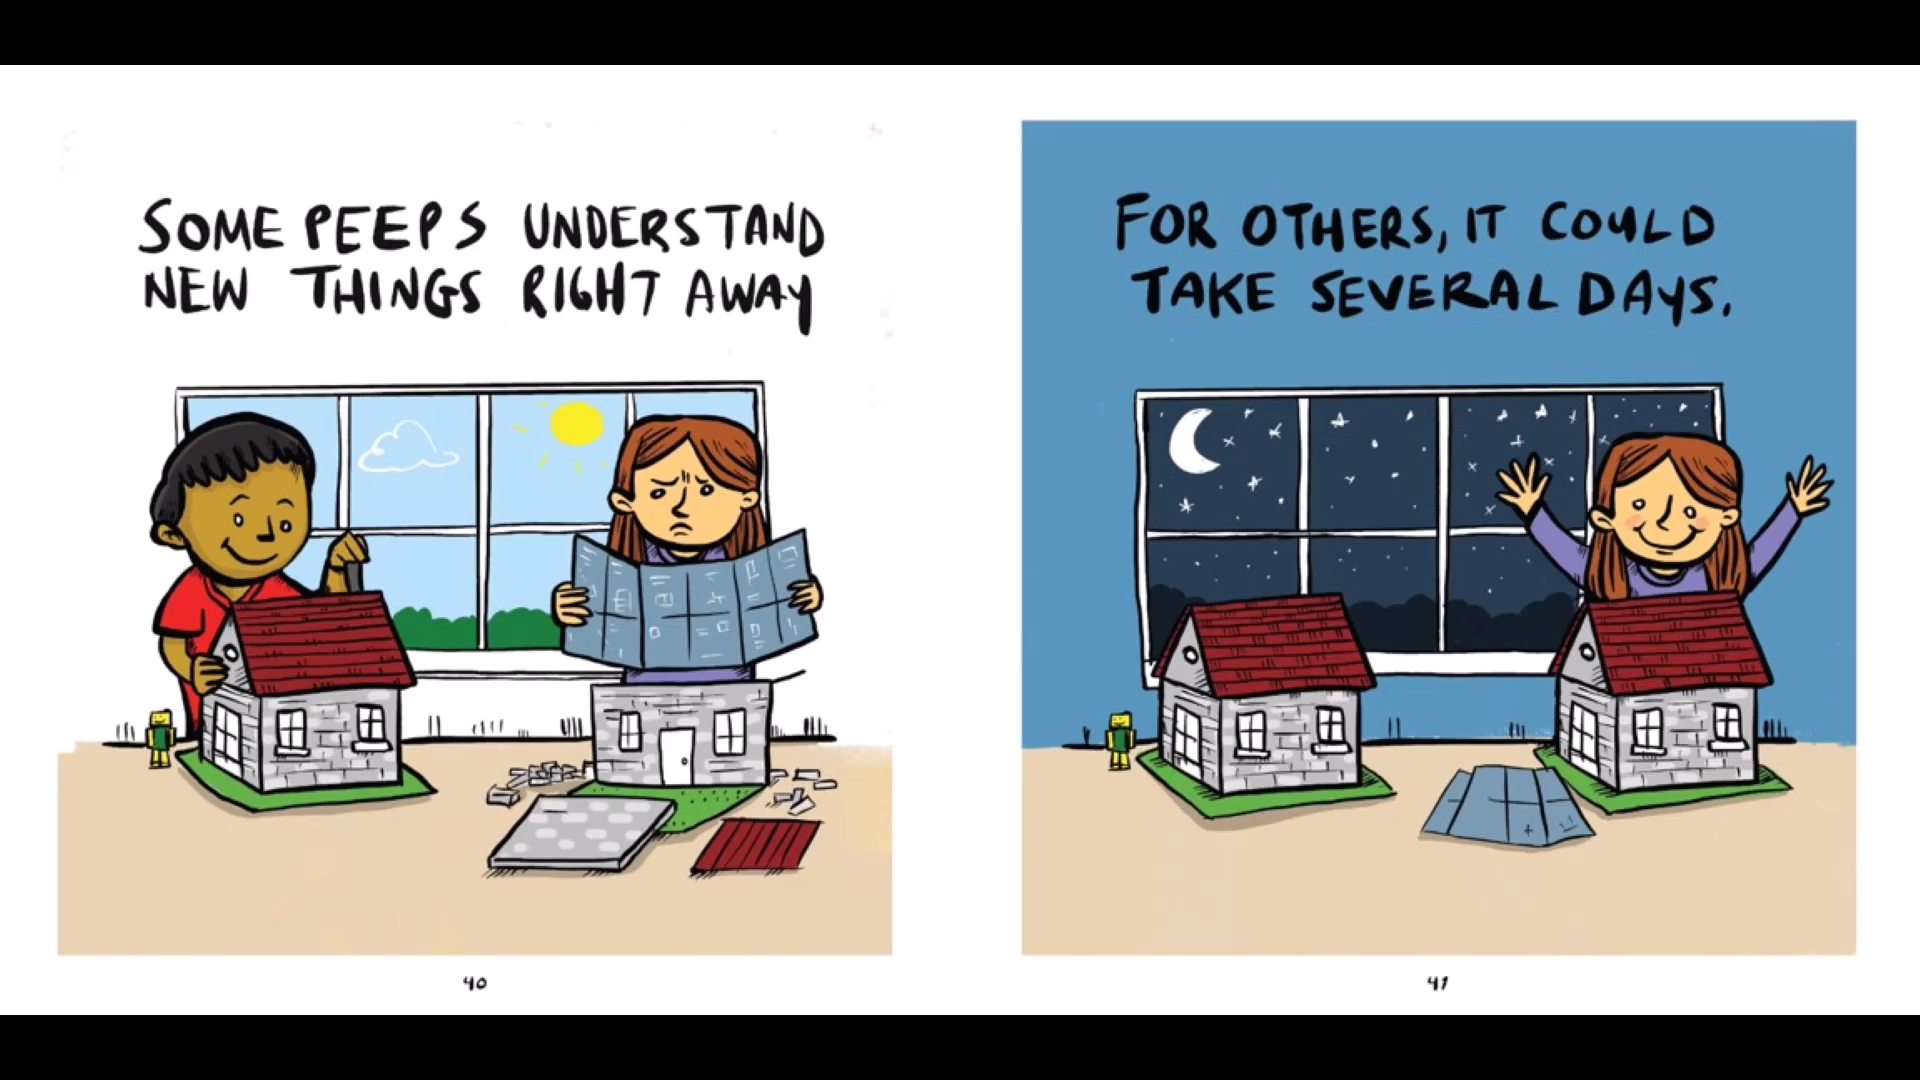 SOME PEEPS UNDERSTAND
NEW THINGS RIGHT AWAY
40
FOR OTHERS, IT COULD
TAKE SEVERAL DAYS.
41